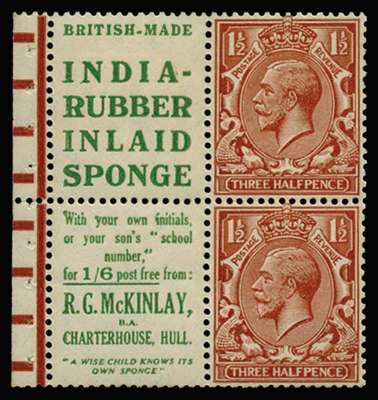 BRITISH-MADE
INDIA-
RUBBER
INLAID
SPONGE
1½ 1½
POSTAGE REVENUE
THREE HALFPENCE
With your own initials,
or your son's "school
number,"
for 1/6 post free from:
R.G. McKINLAY,
B.A.
CHARTERHOUSE, HULL.
"A WISE CHILD KNOWS ITS
OWN SPONGE"
1½ 1½
POSTAGE REVENUE
THREE HALFPENCE